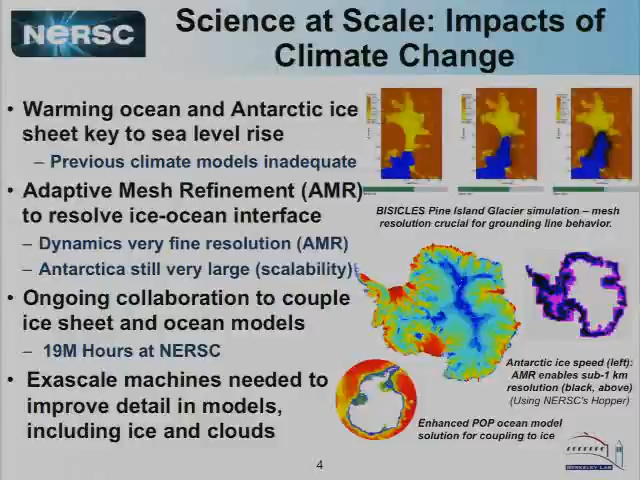 NERSC
Science at Scale: Impacts of
Climate Change
• Warming ocean and Antarctic ice
sheet key to sea level rise
– Previous climate models inadequate
• Adaptive Mesh Refinement (AMR)
to resolve ice-ocean interface
– Dynamics very fine resolution (AMR)
– Antarctica still very large (scalability)
• Ongoing collaboration to couple
ice sheet and ocean models
– 19M Hours at NERSC
• Exascale machines needed to
improve detail in models,
including ice and clouds
BISICLES Pine Island Glacier simulation – mesh
resolution crucial for grounding line behavior.
Antarctic ice speed (left):
AMR enables sub-1 km
resolution (black, above)
(Using NERSC's Hopper)
Enhanced POP ocean model
solution for coupling to ice
4
BERKELEY LAB